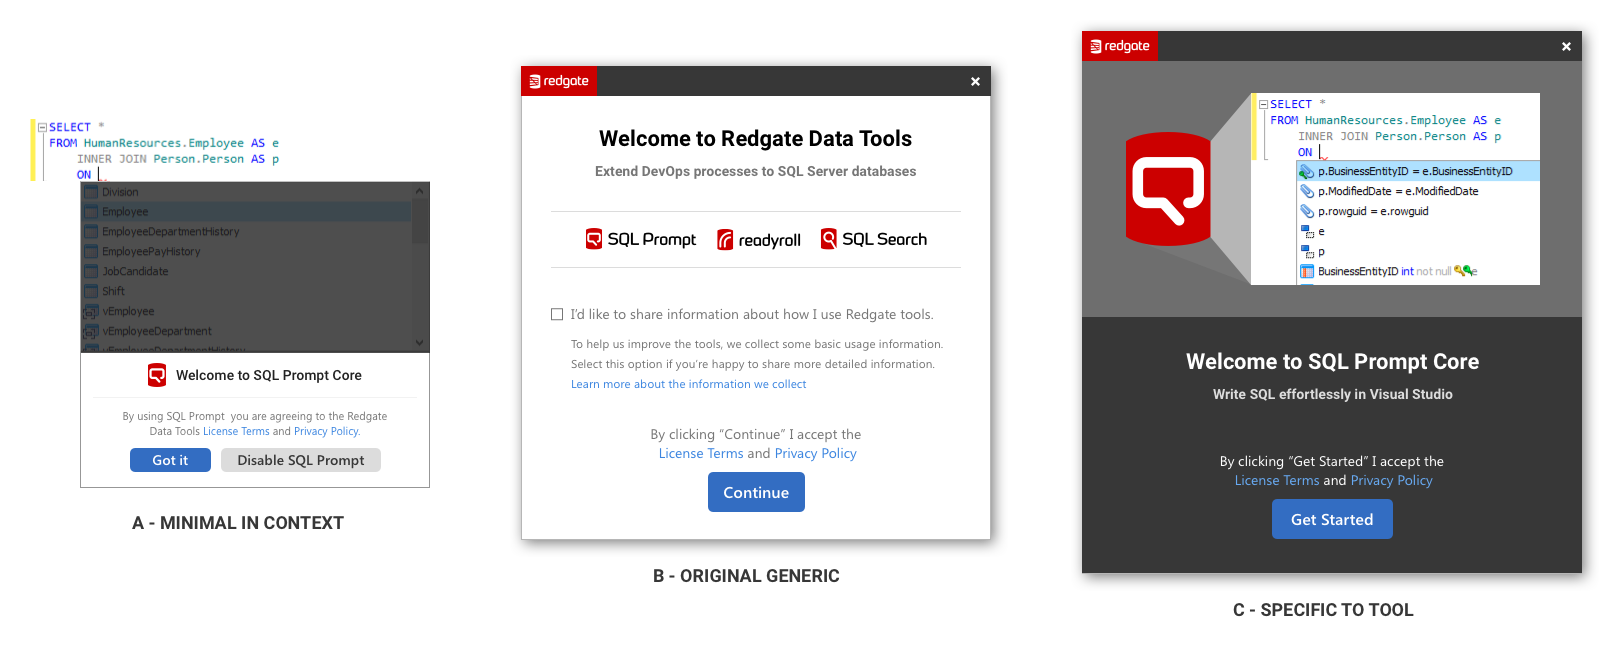 SELECT *
FROM HumanResources.Employee AS e
INNER JOIN Person.Person AS p
ON
Division
Employee
EmployeeDepartmentHistory
EmployeePayHistory
JobCandidate
Shift
vEmployee
vEmployeeDepartment
vEmployeeDepartmentHistory
Welcome to SQL Prompt Core
By using SQL Prompt you are agreeing to the Redgate
Data Tools License Terms and Privacy Policy.
Got it
Disable SQL Prompt
A - MINIMAL IN CONTEXT
redgate
Welcome to Redgate Data Tools
Extend DevOps processes to SQL Server databases
SQL Prompt readyroll SQL Search
I'd like to share information about how I use Redgate tools.
To help us improve the tools, we collect some basic usage information.
Select this option if you're happy to share more detailed information.
Learn more about the information we collect
By clicking “Continue” I accept the
License Terms and Privacy Policy
Continue
B - ORIGINAL GENERIC
redgate
SELECT *
FROM HumanResources.Employee AS e
INNER JOIN Person.Person AS p
ON
p.BusinessEntityID = e.BusinessEntityID
p.ModifiedDate = e.ModifiedDate
p.rowguid = e.rowguid
e
p
BusinessEntityID int not null e
Welcome to SQL Prompt Core
Write SQL effortlessly in Visual Studio
By clicking “Get Started” I accept the
License Terms and Privacy Policy
Get Started
C - SPECIFIC TO TOOL